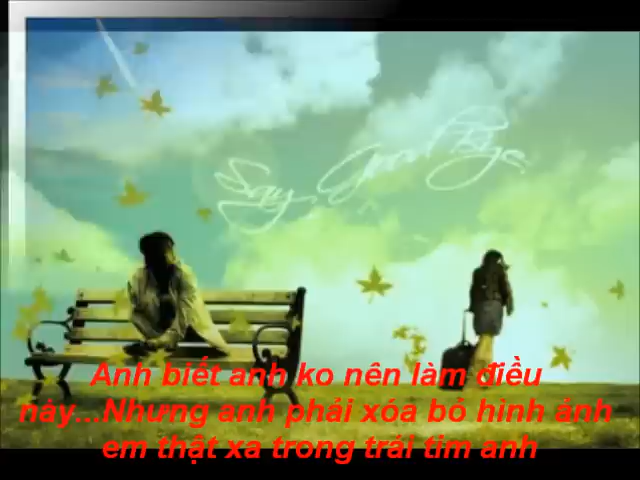 Say Good Bye
Anh biết anh ko nên làm điều
này...Nhưng anh phải xóa bỏ hình ảnh
em thật xa trong trái tim anh